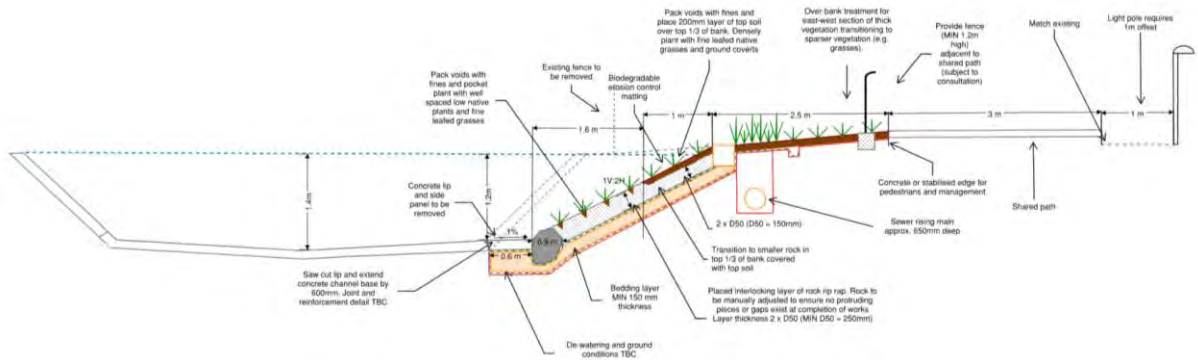 Pack voids with
fines and pocket
plant with well
spaced low native
plants and fine
leafed grasses
Existing fence to
be removed
Biodegradable
erosion control
matting
Pack voids with fines and
place 200mm layer of top soil
over top 1/3 of bank. Densely
plant with fine leafed native
grasses and ground coverts
Over-bank treatment for
east-west section of thick
vegetation transitioning to
sparser vegetation (e.g.
grasses).
Provide fence
(MIN 1.2m
high)
adjacent to
shared path
(subject to
consultation)
Match existing
Light pole requires
1m offset
1.6 m
1 m
2.5 m
3 m
1 m
1.4m
1.2m
Concrete lip
and side
panel to be
removed
1V:2H
1%
0.6 m
Saw cut lip and extend
concrete channel base by
600mm. Joint and
reinforcement detail TBC
Bedding layer
MIN 150 mm
thickness
De-watering and ground
conditions TBC
2 x D50 (D50 = 150mm)
Transition to smaller rock in
top 1/3 of bank covered
with top soil
Placed interlocking layer of rock rip rap. Rock to
be manually adjusted to ensure no protruding
pieces or gaps exist at completion of works.
Layer thickness 2 x D50 (MIN D50 = 250mm)
Concrete or stabilised edge for
pedestrians and management
Sewer rising main
approx. 650mm deep
Shared path